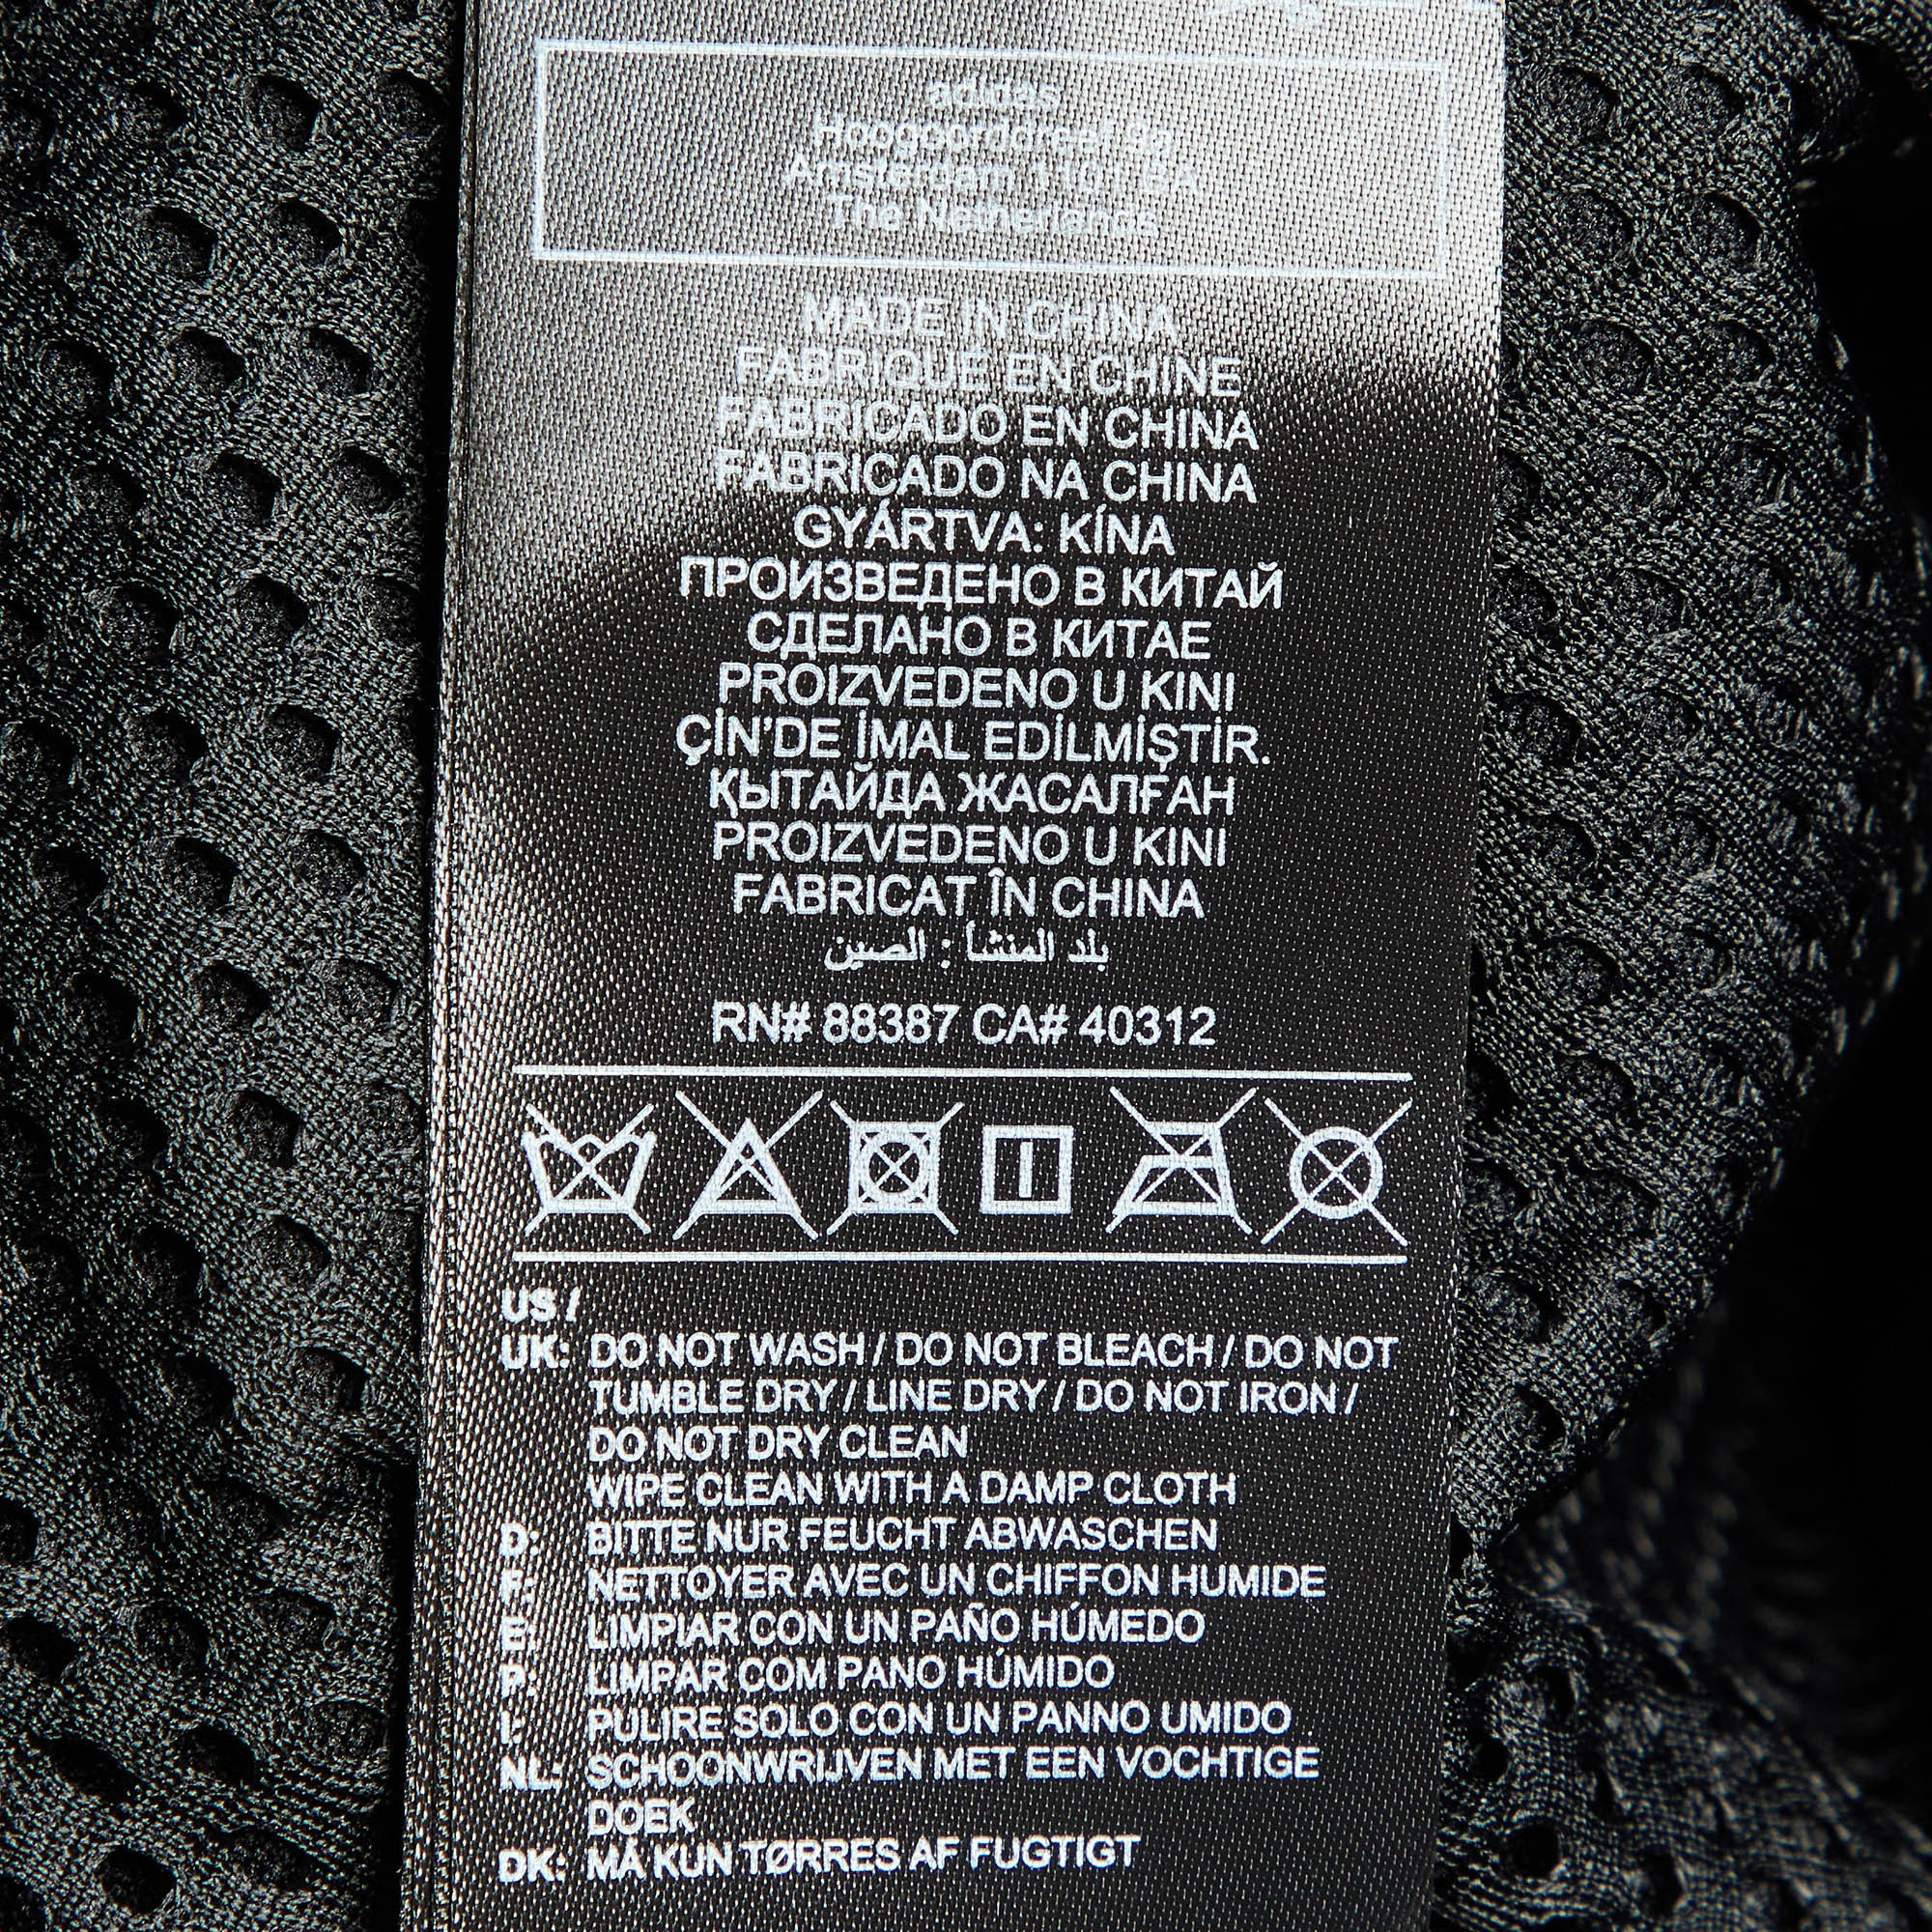 adidas
Hoogoorddreef 9a
Amsterdam 1101 BA
The Netherlands
MADE IN CHINA
FABRIQUÉ EN CHINE
FABRICADO EN CHINA
FABRICADO NA CHINA
GYÁRTVA: KÍNA
ПРОИЗВЕДЕНО В КИТАЙ
СДЕЛАНО В КИТАЕ
PROIZVEDENO U KINI
ÇİN'DE İMAL EDİLMİŞTİR.
ҚЫТАЙДА ЖАСАЛҒАН
PROIZVEDENO U KINI
FABRICAT ÎN CHINA
بلد المنشأ : الصين
RN# 88387 CA# 40312
US /
UK: DO NOT WASH / DO NOT BLEACH / DO NOT
TUMBLE DRY / LINE DRY / DO NOT IRON /
DO NOT DRY CLEAN
WIPE CLEAN WITH A DAMP CLOTH
D: BITTE NUR FEUCHT ABWASCHEN
F: NETTOYER AVEC UN CHIFFON HUMIDE
E: LIMPIAR CON UN PAÑO HÚMEDO
P: LIMPAR COM PANO HÚMIDO
I: PULIRE SOLO CON UN PANNO UMIDO
NL: SCHOONWRIJVEN MET EEN VOCHTIGE
DOEK
DK: MÅ KUN TØRRES AF FUGTIGT